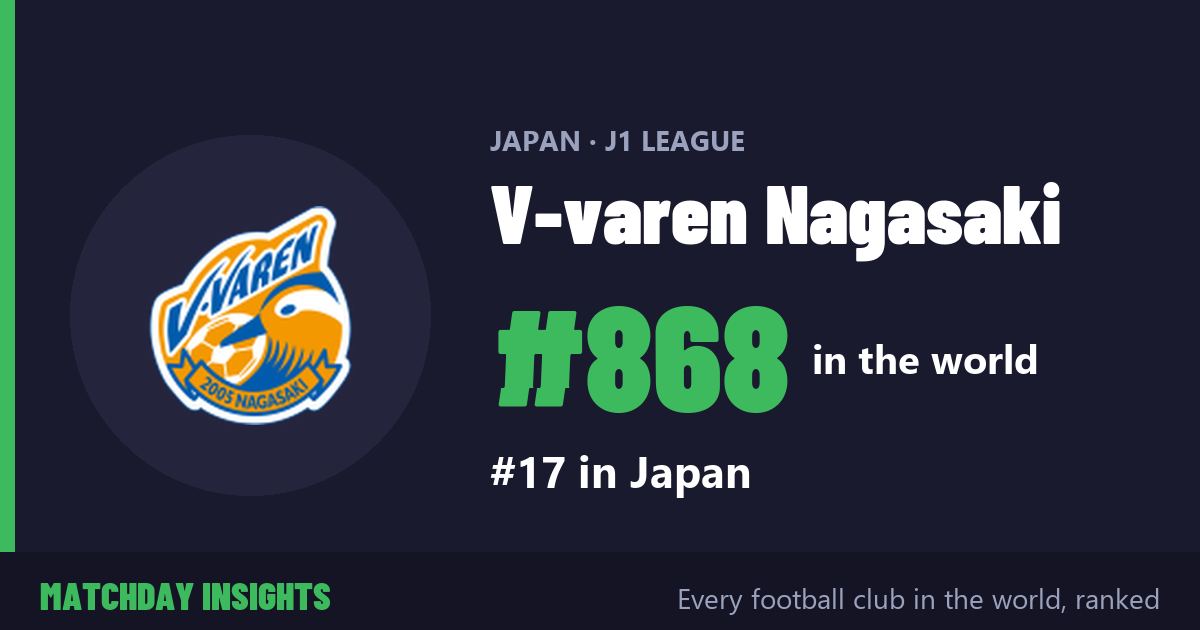 JAPAN · J1 LEAGUE
V-varen Nagasaki
#868 in the world
#17 in Japan
V·VAREN
2005 NAGASAKI
MATCHDAY INSIGHTS
Every football club in the world, ranked